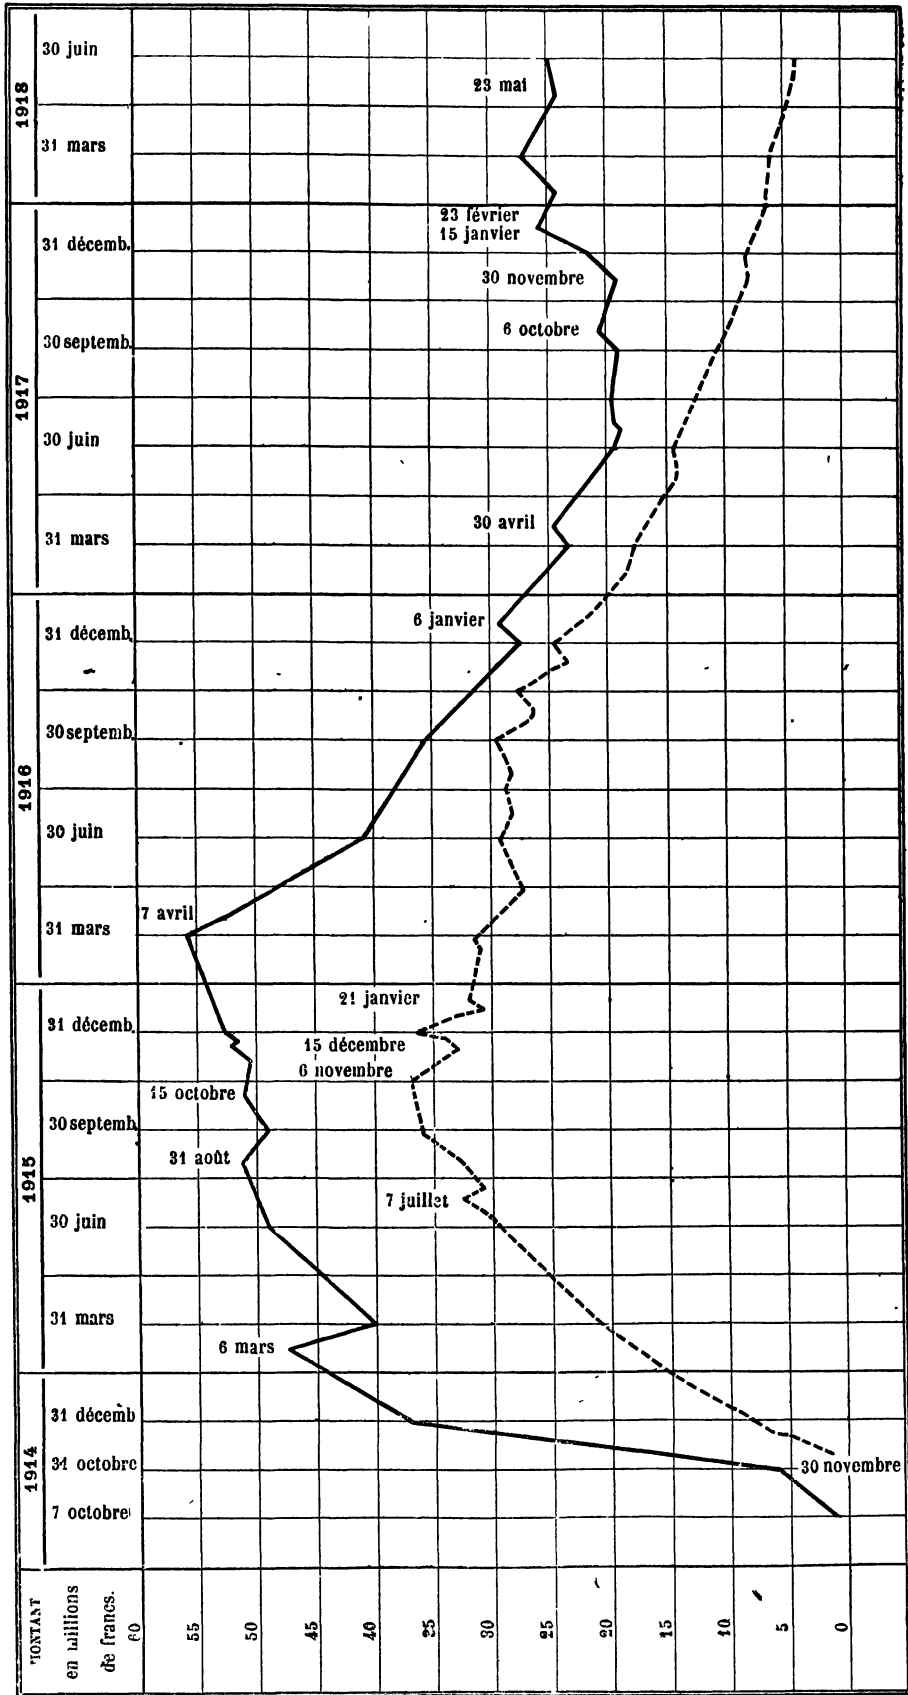 1918
30 juin
23 mai
31 mars
23 février
15 janvier
1917
31 décemb.
30 novembre
6 octobre
30 septemb.
30 juin
30 avril
31 mars
1916
6 janvier
31 décemb.
30 septemb.
30 juin
7 avril
31 mars
1915
21 janvier
31 décemb.
15 décembre
6 novembre
15 octobre
30 septemb.
31 août
7 juillet
30 juin
31 mars
6 mars
1914
31 décemb
31 octobre
30 novembre
7 octobre
MONTANT
en millions
de francs.
60
55
50
45
40
35
30
25
20
15
10
5
0